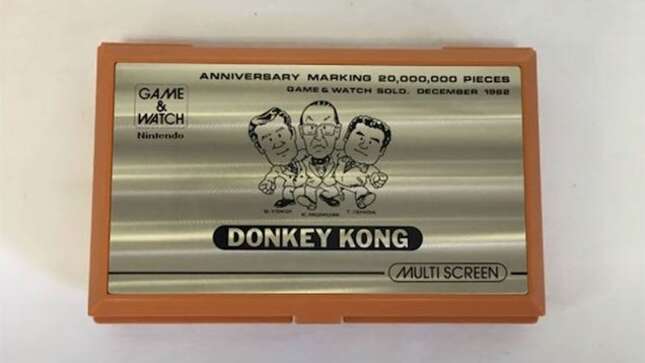 ANNIVERSARY MARKING 20,000,000 PIECES
GAME & WATCH SOLD. DECEMBER 1982
GAME
&
WATCH
Nintendo
DONKEY KONG
MULTI SCREEN